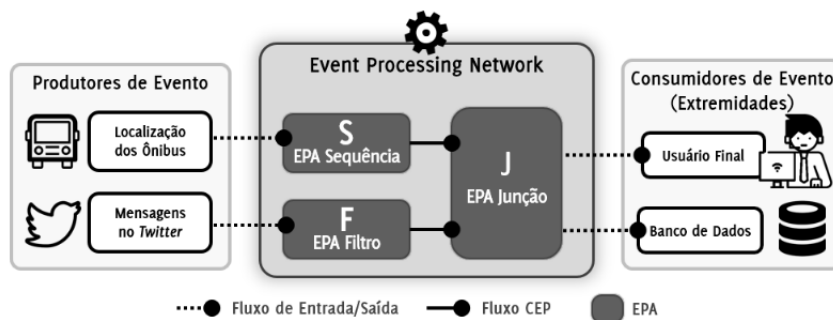 Produtores de Evento
Localização
dos Ônibus
Mensagens
no Twitter
Event Processing Network
S
EPA Sequência
F
EPA Filtro
J
EPA Junção
Consumidores de Evento
(Extremidades)
Usuário Final
Banco de Dados
Fluxo de Entrada/Saída
Fluxo CEP
EPA